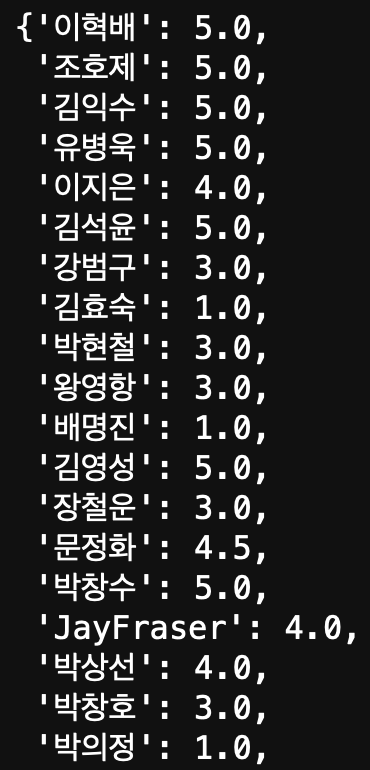 {'이혁배': 5.0,
'조호제': 5.0,
'김익수': 5.0,
'유병욱': 5.0,
'이지은': 4.0,
'김석윤': 5.0,
'강범구': 3.0,
'김효숙': 1.0,
'박현철': 3.0,
'왕영항': 3.0,
'배명진': 1.0,
'김영성': 5.0,
'장철운': 3.0,
'문정화': 4.5,
'박창수': 5.0,
'JayFraser': 4.0,
'박상선': 4.0,
'박창호': 3.0,
'박의정': 1.0,